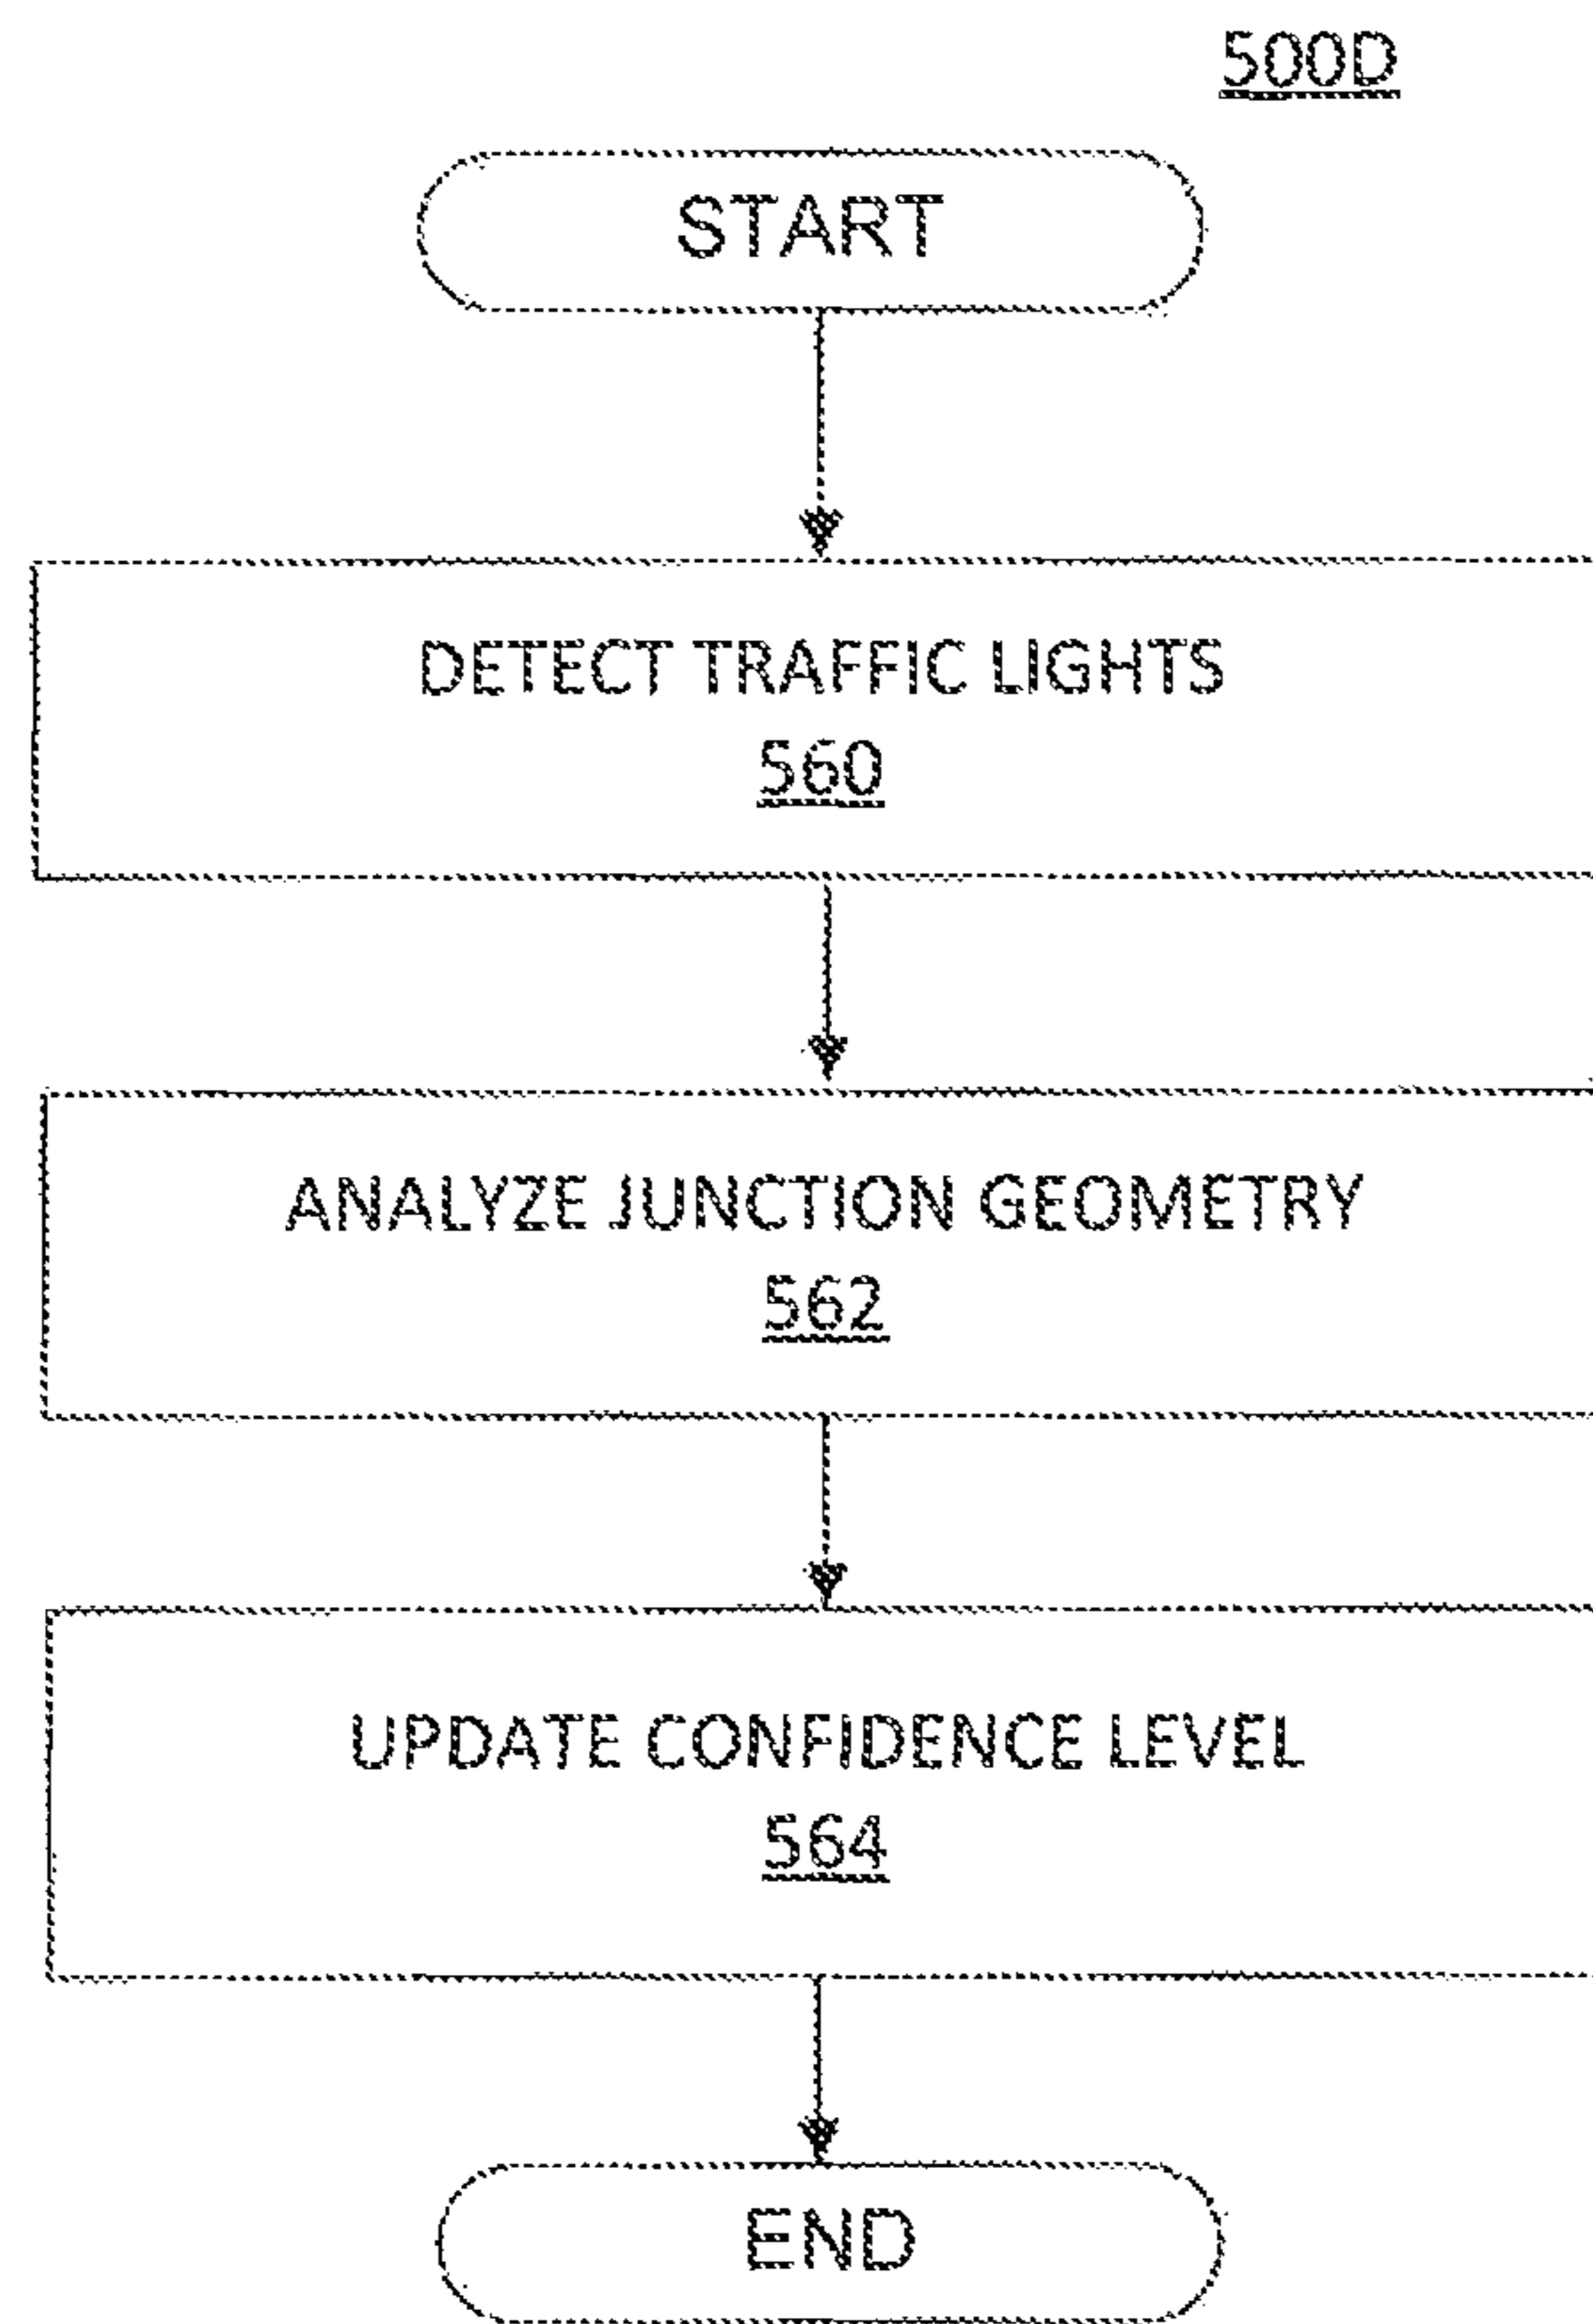 500D
START
DETECT TRAFFIC LIGHTS
560
ANALYZE JUNCTION GEOMETRY
562
UPDATE CONFIDENCE LEVEL
564
END